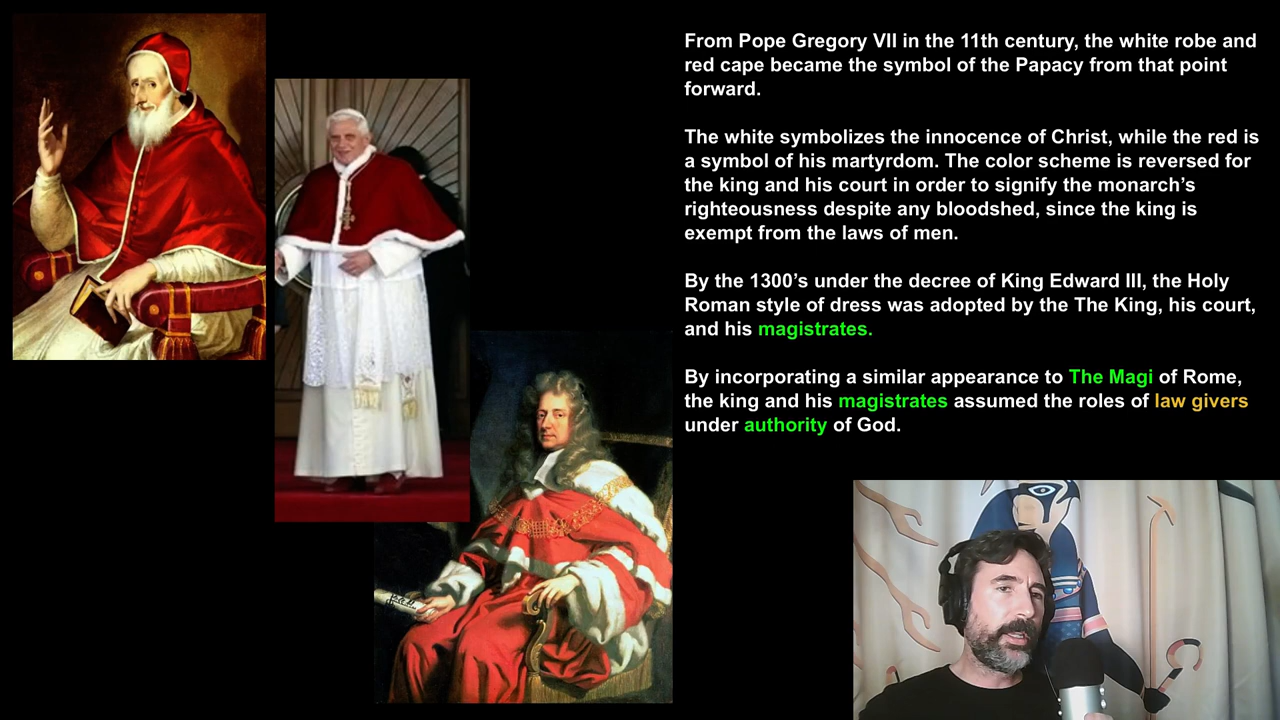 From Pope Gregory VII in the 11th century, the white robe and
red cape became the symbol of the Papacy from that point
forward.
The white symbolizes the innocence of Christ, while the red is
a symbol of his martyrdom. The color scheme is reversed for
the king and his court in order to signify the monarch’s
righteousness despite any bloodshed, since the king is
exempt from the laws of men.
By the 1300’s under the decree of King Edward III, the Holy
Roman style of dress was adopted by the The King, his court,
and his magistrates.
By incorporating a similar appearance to The Magi of Rome,
the king and his magistrates assumed the roles of law givers
under authority of God.